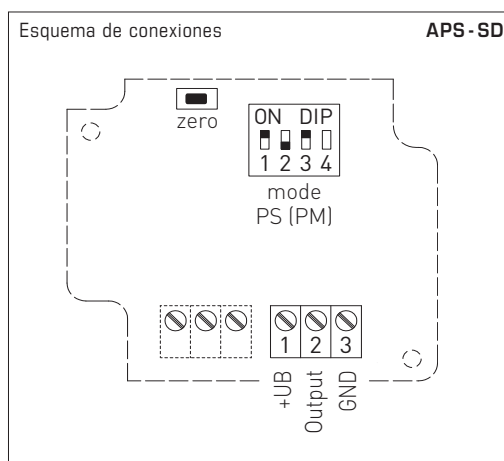 Esquema de conexiones APS-SD
zero
ON DIP
1 2 3 4
mode
PS (PM)
1 2 3
+UB Output GND